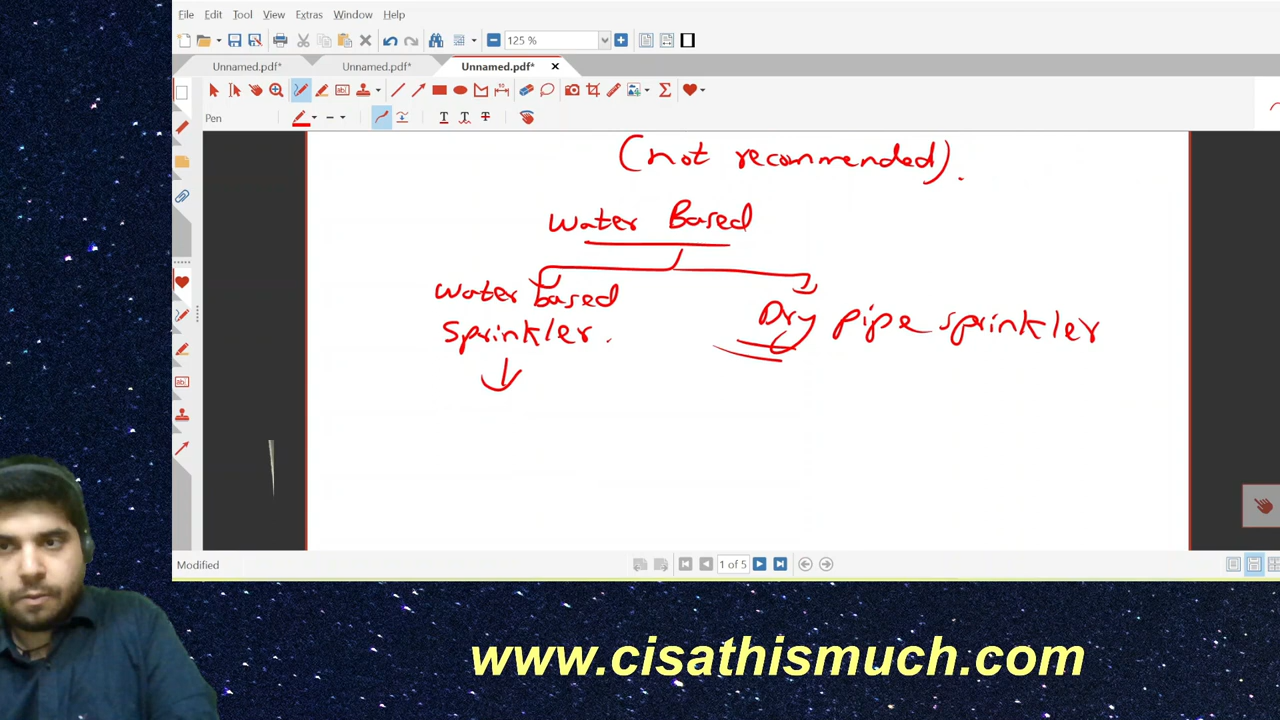 File Edit Tool View Extras Window Help
125 %
Unnamed.pdf* Unnamed.pdf* Unnamed.pdf*
Pen
(not recommended).
Water Based
Water based
Sprinkler.
Dry pipe sprinkler
Modified
1 of 5
www.cisathismuch.com